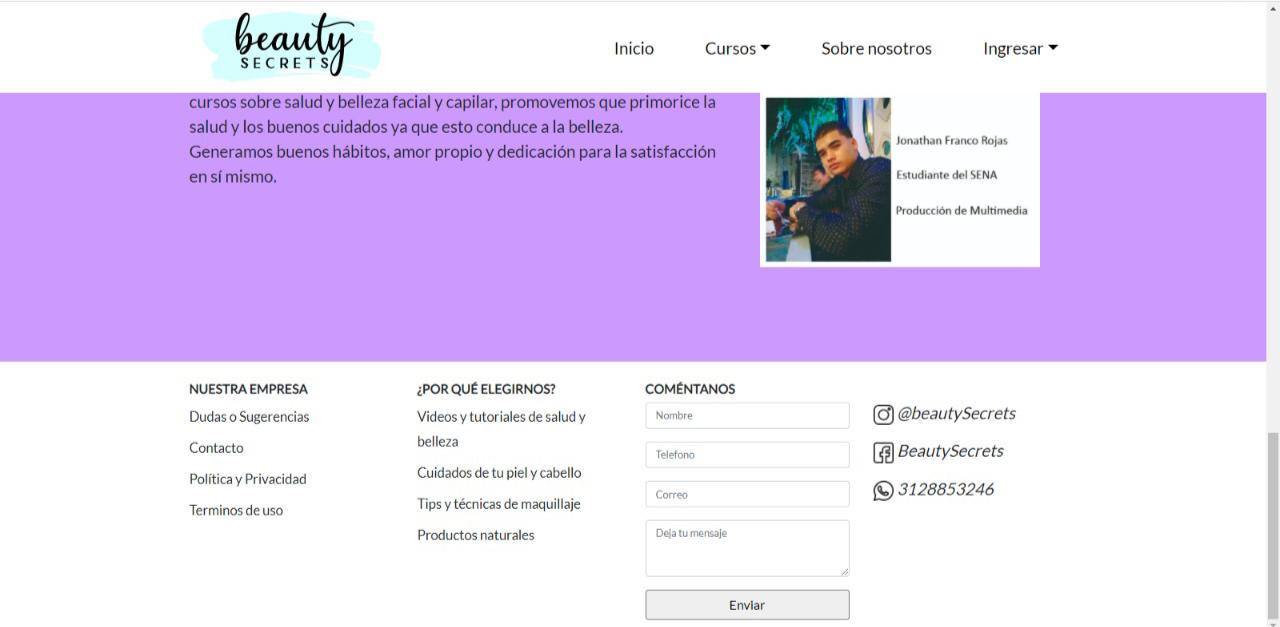 beauty
SECRETS
Inicio
Cursos
Sobre nosotros
Ingresar
cursos sobre salud y belleza facial y capilar, promovemos que primorice la
salud y los buenos cuidados ya que esto conduce a la belleza.
Generamos buenos hábitos, amor propio y dedicación para la satisfacción
en sí mismo.
Jonathan Franco Rojas
Estudiante del SENA
Producción de Multimedia
NUESTRA EMPRESA
Dudas o Sugerencias
Contacto
Política y Privacidad
Terminos de uso
¿POR QUÉ ELEGIRNOS?
Videos y tutoriales de salud y
belleza
Cuidados de tu piel y cabello
Tips y técnicas de maquillaje
Productos naturales
COMÉNTANOS
Nombre
Telefono
Correo
Deja tu mensaje
Enviar
@beautySecrets
BeautySecrets
3128853246